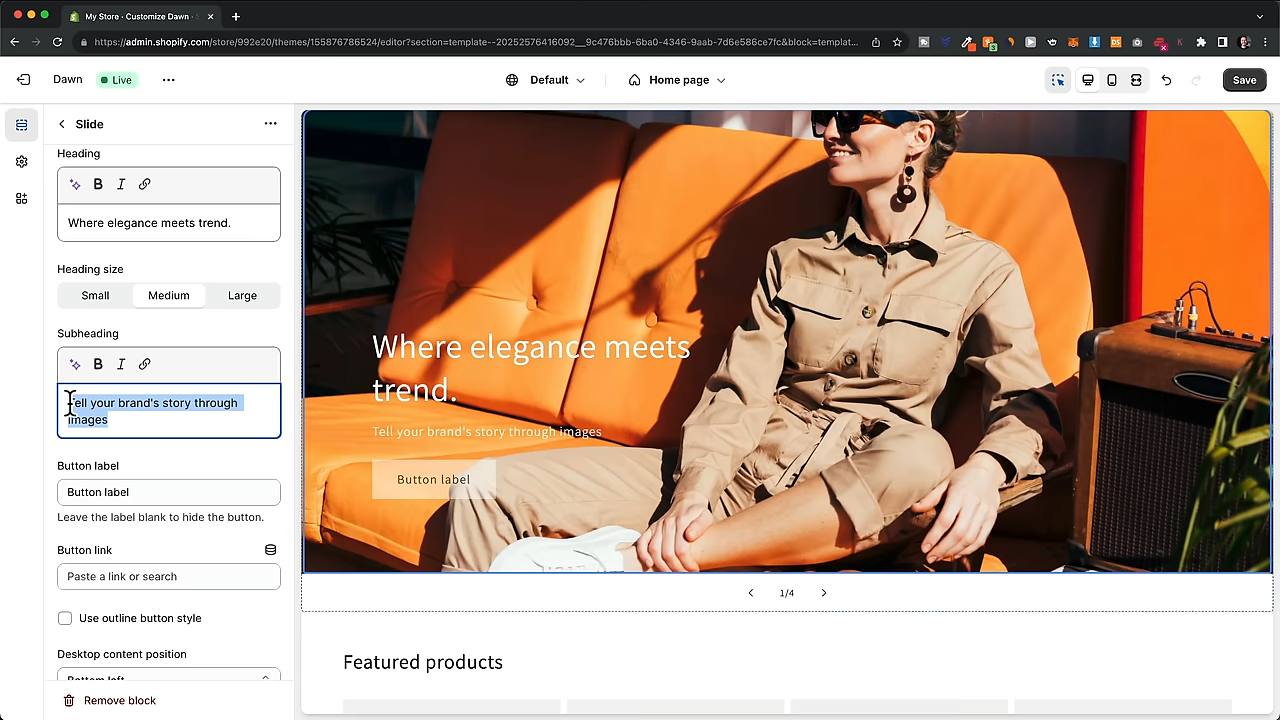 My Store · Customize Dawn ·
https://admin.shopify.com/store/992e20/themes/155876786524/editor?section=template--20252576416092__9c476bbb-6ba0-4346-9aab-7d6e586ce7fc&block=templat...
Dawn
Live
Default
Home page
Save
Slide
Heading
B I
Where elegance meets trend.
Heading size
Small Medium Large
Subheading
B I
Tell your brand's story through
images
Button label
Button label
Leave the label blank to hide the button.
Button link
Paste a link or search
Use outline button style
Desktop content position
Bottom left
Remove block
Where elegance meets
trend.
Tell your brand's story through images
Button label
1/4
Featured products